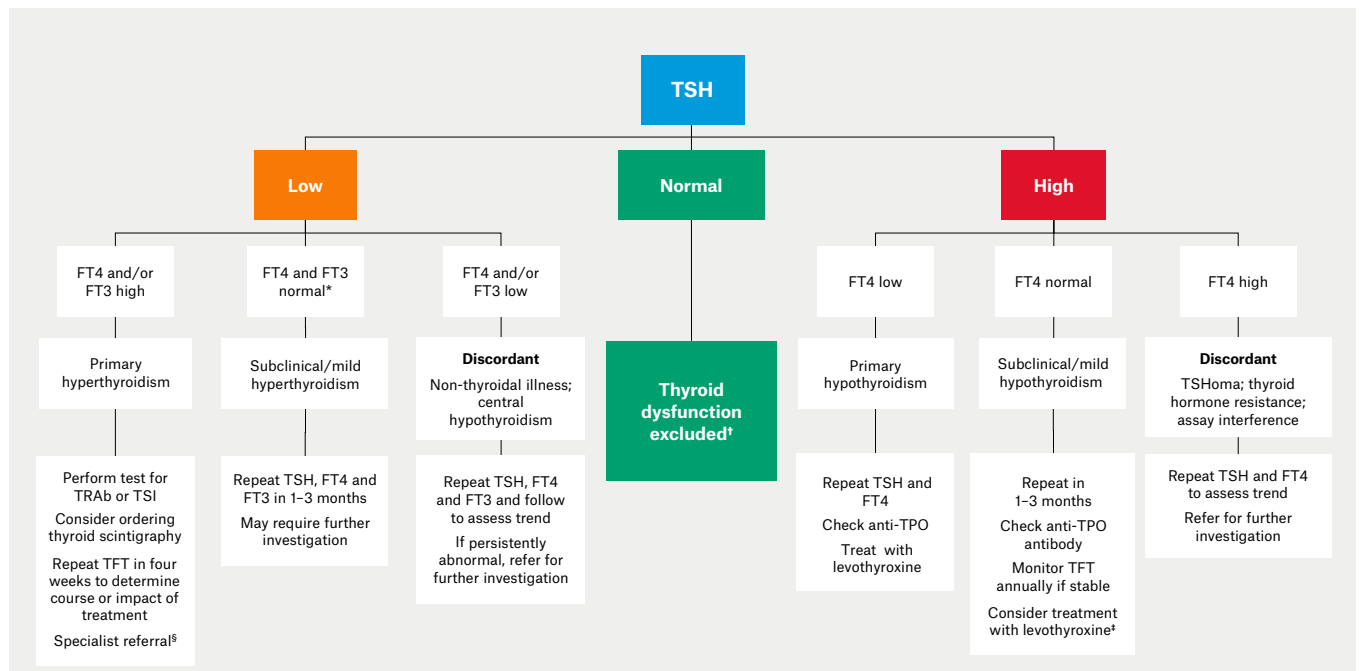 TSH
Low
Normal
High
FT4 and/or
FT3 high
FT4 and FT3
normal*
FT4 and/or
FT3 low
FT4 low
FT4 normal
FT4 high
Primary
hyperthyroidism
Subclinical/mild
hyperthyroidism
Discordant
Non-thyroidal illness;
central
hypothyroidism
Thyroid
dysfunction
excluded†
Primary
hypothyroidism
Subclinical/mild
hypothyroidism
Discordant
TSHoma; thyroid
hormone resistance;
assay interference
Perform test for
TRAb or TSI
Consider ordering
thyroid scintigraphy
Repeat TFT in four
weeks to determine
course or impact of
treatment
Specialist referral§
Repeat TSH, FT4 and
FT3 in 1–3 months
May require further
investigation
Repeat TSH, FT4
and FT3 and follow
to assess trend
If persistently
abnormal, refer for
further investigation
Repeat TSH and
FT4
Check anti-TPO
Treat with
levothyroxine
Repeat in
1–3 months
Check anti-TPO
antibody
Monitor TFT
annually if stable
Consider treatment
with levothyroxine‡
Repeat TSH and FT4
to assess trend
Refer for further
investigation